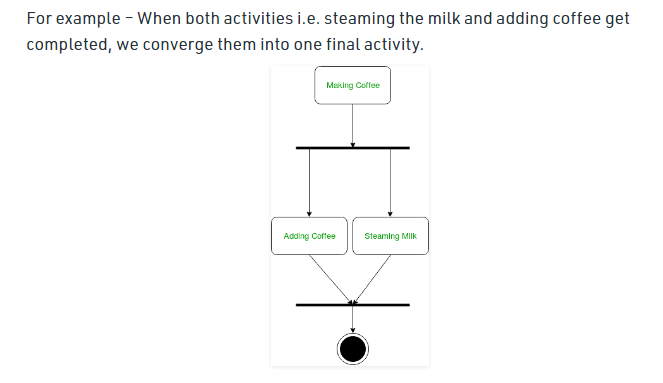 For example – When both activities i.e. steaming the milk and adding coffee get
completed, we converge them into one final activity.
Making Coffee
Adding Coffee
Steaming Milk